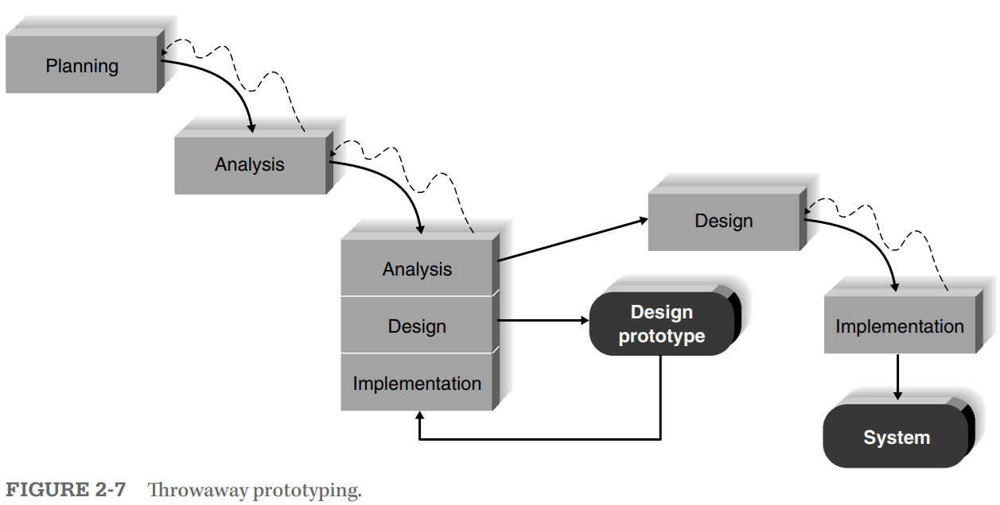 Planning
Analysis
Analysis
Design
Implementation
Design
prototype
Design
Implementation
System
FIGURE 2-7 Throwaway prototyping.